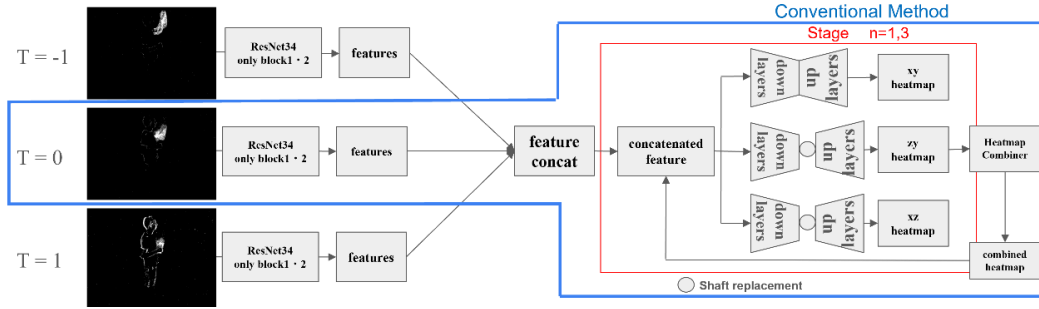 Conventional Method
Stage n=1,3
T = -1
ResNet34
only block1・2
features
T = 0
ResNet34
only block1・2
features
T = 1
ResNet34
only block1・2
features
feature
concat
concatenated
feature
down
layers
up
layers
xy
heatmap
down
layers
up
layers
zy
heatmap
down
layers
up
layers
xz
heatmap
Heatmap
Combiner
combined
heatmap
Shaft replacement